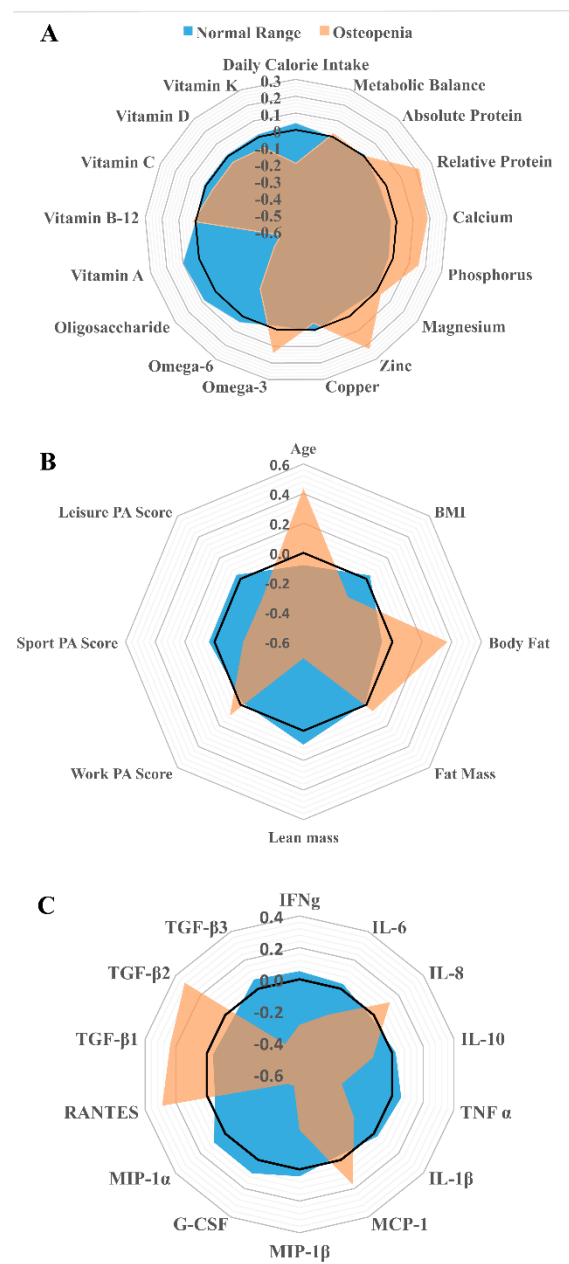 A
Normal Range
Osteopenia
Daily Calorie Intake
Metabolic Balance
Absolute Protein
Relative Protein
Calcium
Phosphorus
Magnesium
Zinc
Copper
Omega-3
Omega-6
Oligosaccharide
Vitamin A
Vitamin B-12
Vitamin C
Vitamin D
Vitamin K
0.3
0.2
0.1
0
-0.1
-0.2
-0.3
-0.4
-0.5
-0.6
B
Age
BMI
Body Fat
Fat Mass
Lean mass
Work PA Score
Sport PA Score
Leisure PA Score
0.6
0.4
0.2
0.0
-0.2
-0.4
-0.6
C
IFNg
IL-6
IL-8
IL-10
TNF α
IL-1β
MCP-1
MIP-1β
G-CSF
MIP-1α
RANTES
TGF-β1
TGF-β2
TGF-β3
0.4
0.2
0.0
-0.2
-0.4
-0.6